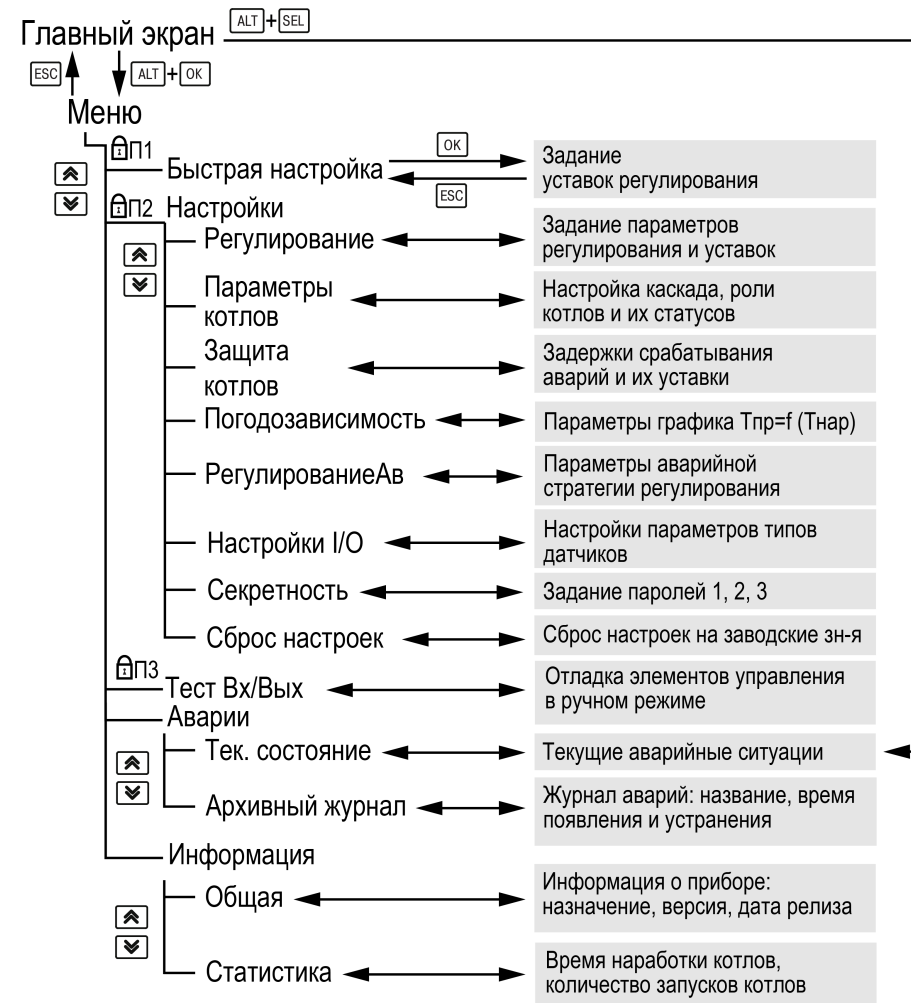 Главный экран ALT+SEL
ESC ALT+OK
Меню
П1
Быстрая настройка
OK
ESC
Задание
уставок регулирования
П2 Настройки
Регулирование
Задание параметров
регулирования и уставок
Параметры
котлов
Настройка каскада, роли
котлов и их статусов
Защита
котлов
Задержки срабатывания
аварий и их уставки
Погодозависимость
Параметры графика Тпр=f (Тнар)
РегулированиеАв
Параметры аварийной
стратегии регулирования
Настройки I/O
Настройки параметров типов
датчиков
Секретность
Задание паролей 1, 2, 3
Сброс настроек
Сброс настроек на заводские зн-я
П3
Тест Вх/Вых
Отладка элементов управления
в ручном режиме
Аварии
Тек. состояние
Текущие аварийные ситуации
Архивный журнал
Журнал аварий: название, время
появления и устранения
Информация
Общая
Информация о приборе:
назначение, версия, дата релиза
Статистика
Время наработки котлов,
количество запусков котлов